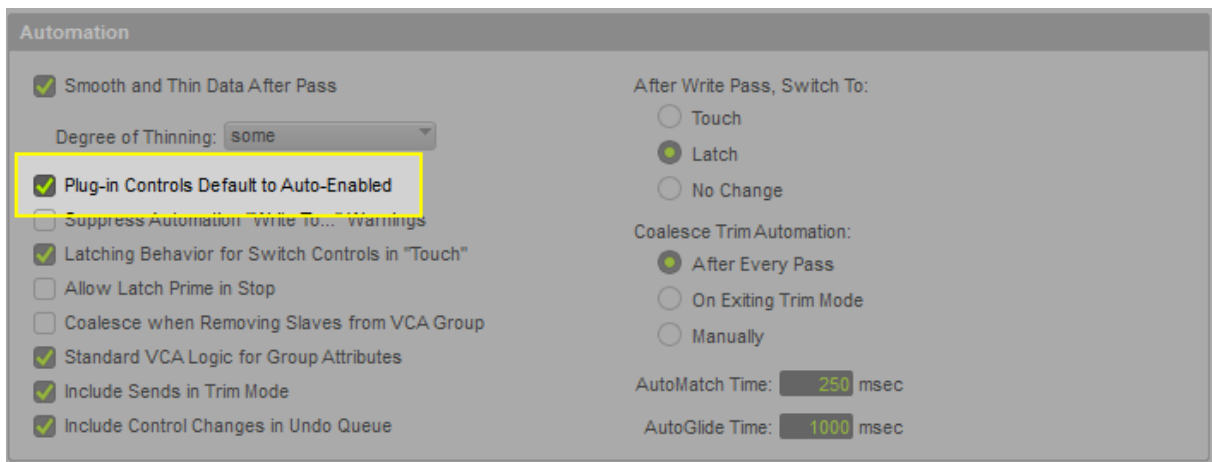 Automation
Smooth and Thin Data After Pass
Degree of Thinning: some
Plug-in Controls Default to Auto-Enabled
Suppress Automation "Write To..." Warnings
Latching Behavior for Switch Controls in "Touch"
Allow Latch Prime in Stop
Coalesce when Removing Slaves from VCA Group
Standard VCA Logic for Group Attributes
Include Sends in Trim Mode
Include Control Changes in Undo Queue
After Write Pass, Switch To:
Touch
Latch
No Change
Coalesce Trim Automation:
After Every Pass
On Exiting Trim Mode
Manually
AutoMatch Time: 250 msec
AutoGlide Time: 1000 msec